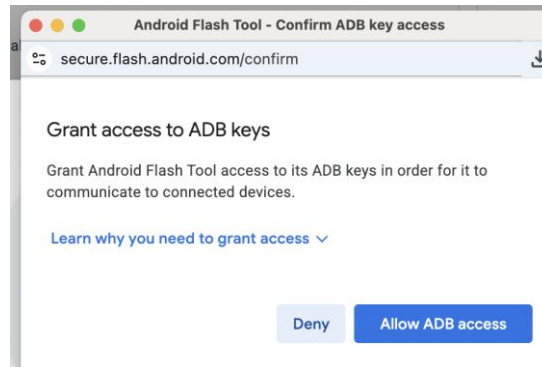 Android Flash Tool - Confirm ADB key access
secure.flash.android.com/confirm
Grant access to ADB keys
Grant Android Flash Tool access to its ADB keys in order for it to
communicate to connected devices.
Learn why you need to grant access
Deny Allow ADB access